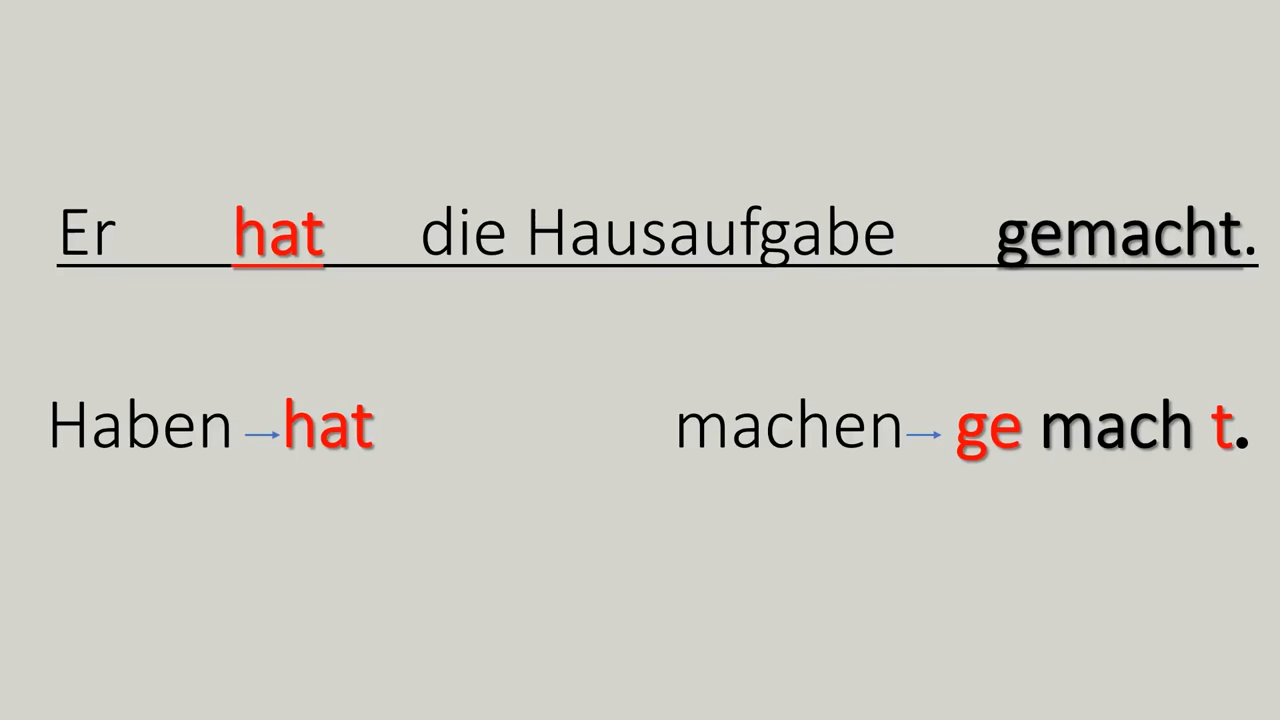 Er hat die Hausaufgabe gemacht.
Haben →hat machen→ ge mach t.